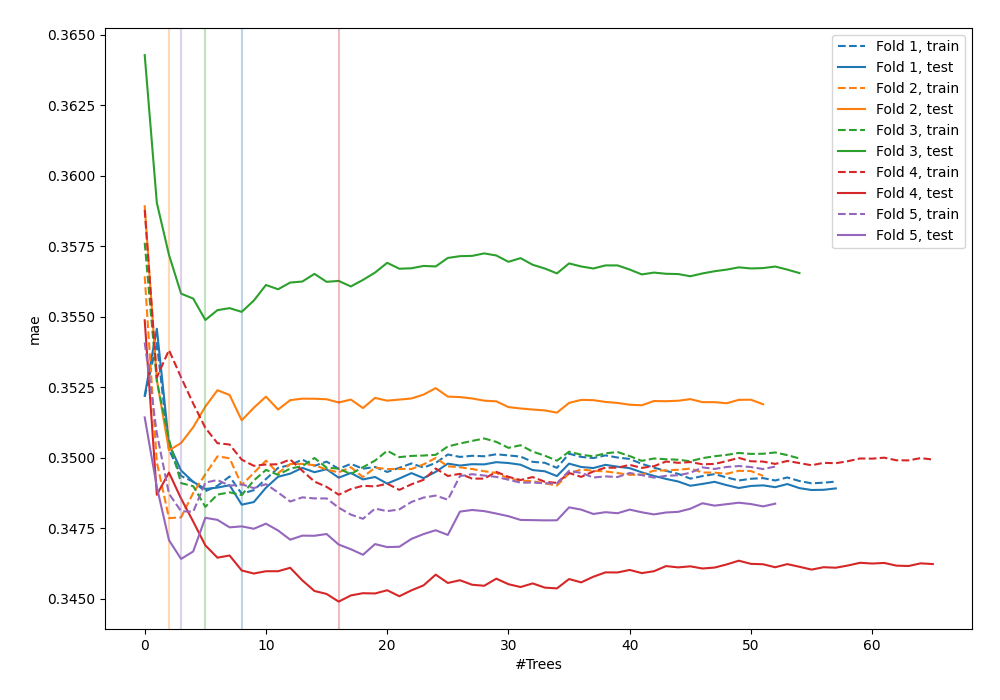 0.3650
0.3625
0.3600
0.3575
0.3550
0.3525
0.3500
0.3475
0.3450
mae
0
10
20
30
40
50
60
#Trees
Fold 1, train
Fold 1, test
Fold 2, train
Fold 2, test
Fold 3, train
Fold 3, test
Fold 4, train
Fold 4, test
Fold 5, train
Fold 5, test